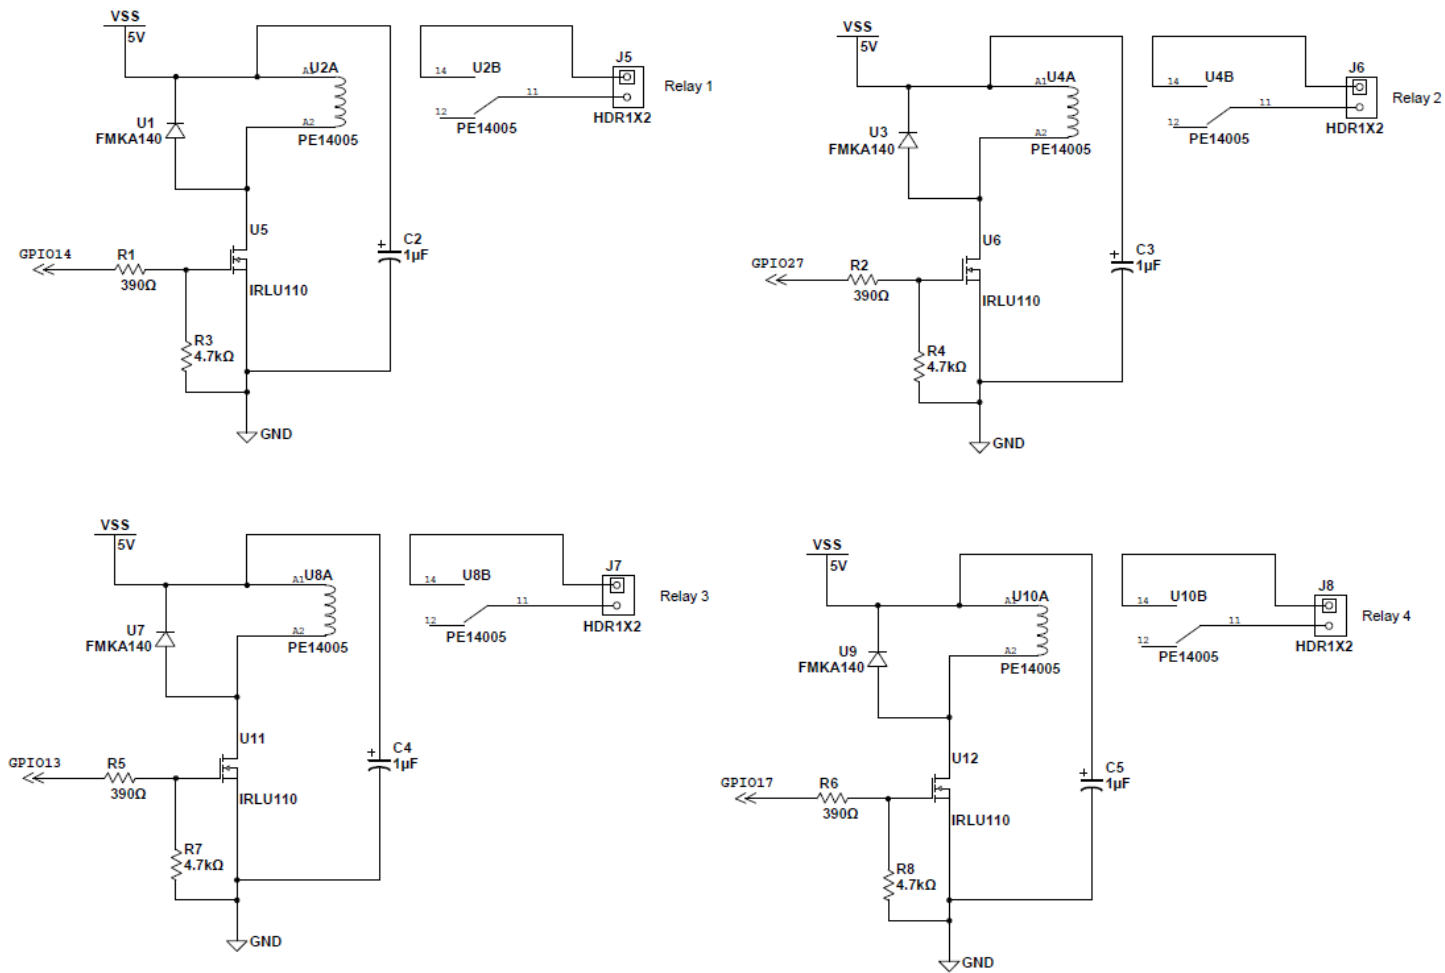 VSS
5V
A1
U2A
A2
PE14005
U1
FMKA140
14
U2B
12
11
PE14005
J5
HDR1X2
Relay 1
U5
IRLU110
GPIO14
R1
390Ω
R3
4.7kΩ
C2
+
1µF
GND
VSS
5V
A1
U4A
A2
PE14005
U3
FMKA140
14
U4B
12
11
PE14005
J6
HDR1X2
Relay 2
U6
IRLU110
GPIO27
R2
390Ω
R4
4.7kΩ
C3
+
1µF
GND
VSS
5V
A1
U8A
A2
PE14005
U7
FMKA140
14
U8B
12
11
PE14005
J7
HDR1X2
Relay 3
U11
IRLU110
GPIO13
R5
390Ω
R7
4.7kΩ
C4
+
1µF
GND
VSS
5V
A1
U10A
A2
PE14005
U9
FMKA140
14
U10B
12
11
PE14005
J8
HDR1X2
Relay 4
U12
IRLU110
GPIO17
R6
390Ω
R8
4.7kΩ
C5
+
1µF
GND